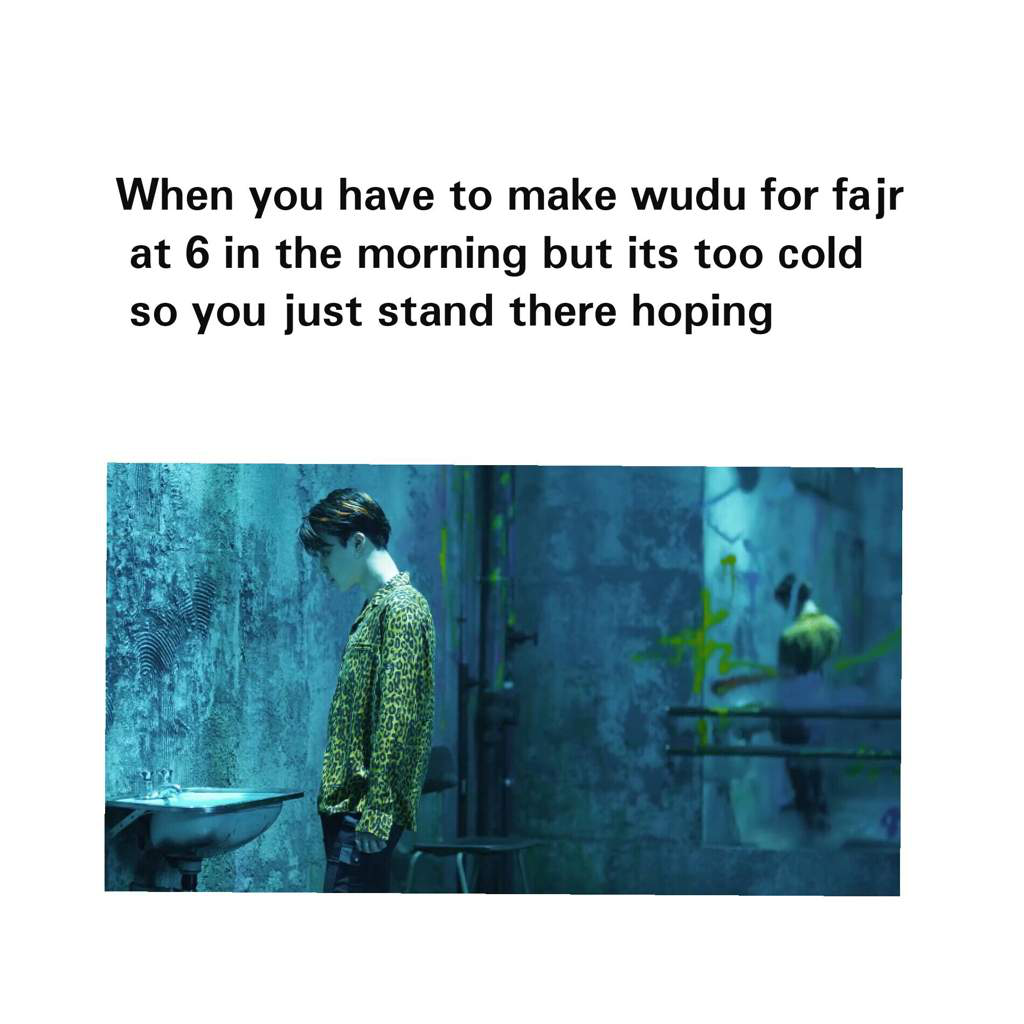 When you have to make wudu for fajr
at 6 in the morning but its too cold
so you just stand there hoping